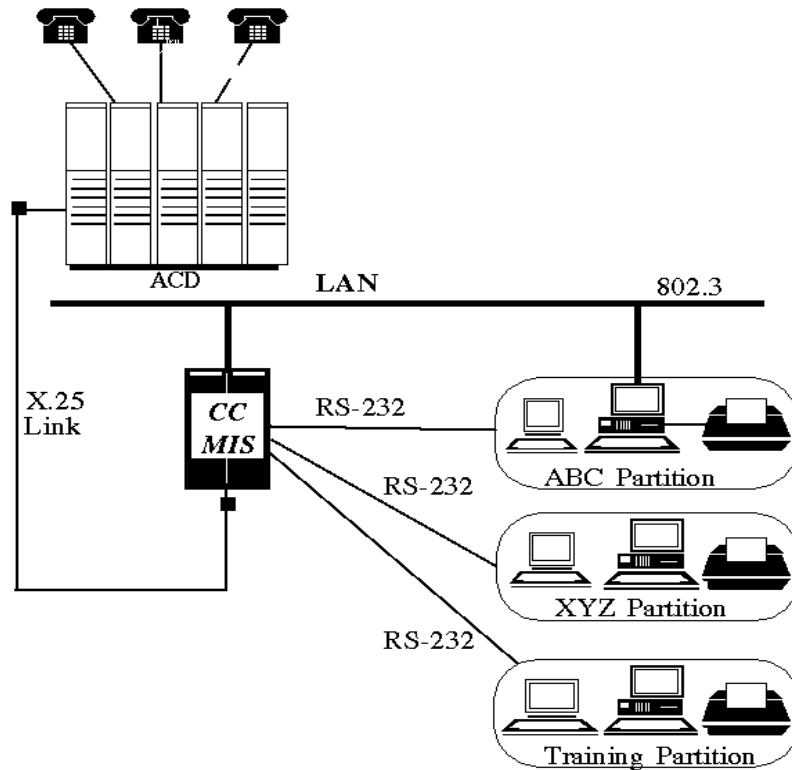 ACD
LAN
802.3
X.25
Link
CC
MIS
RS-232
ABC Partition
RS-232
XYZ Partition
RS-232
Training Partition